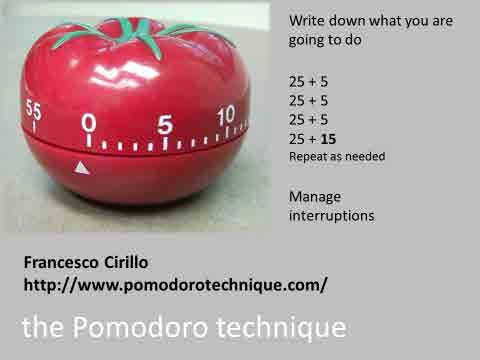 Write down what you are
going to do
25 + 5
25 + 5
25 + 5
25 + 15
Repeat as needed
Manage
interruptions
55 0 5 10
Francesco Cirillo
http://www.pomodorotechnique.com/
the Pomodoro technique